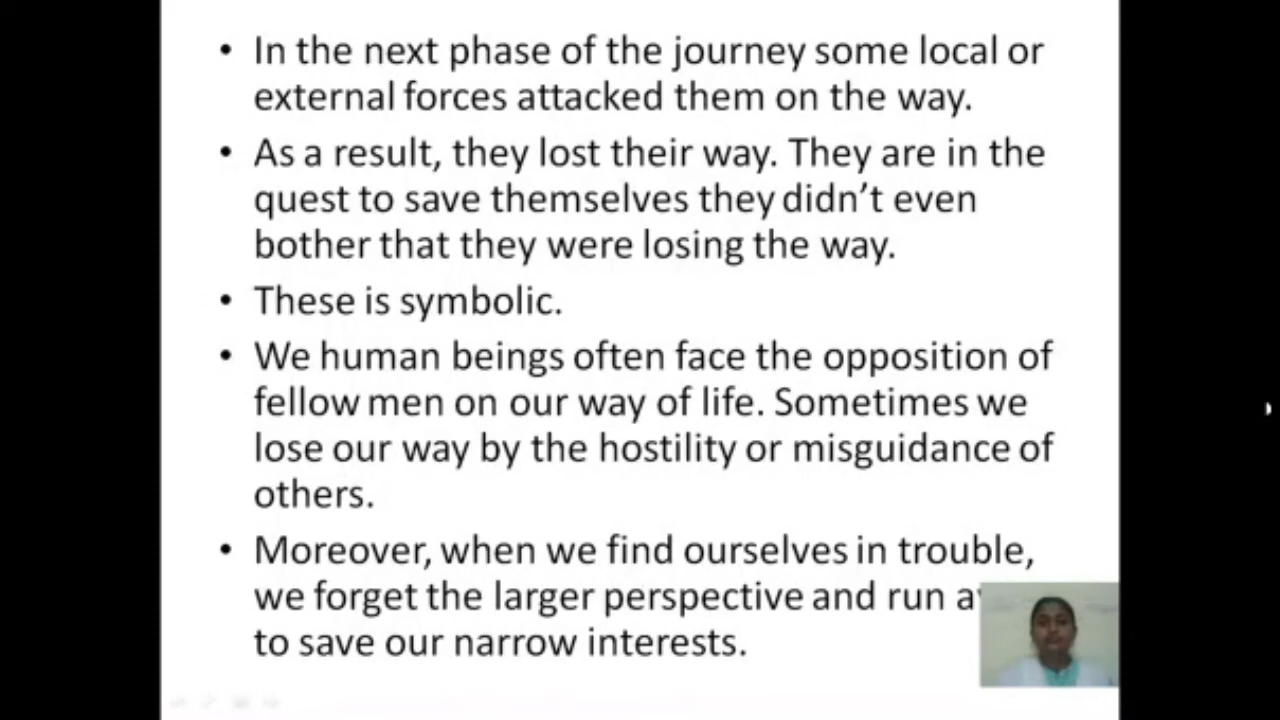 • In the next phase of the journey some local or
external forces attacked them on the way.
• As a result, they lost their way. They are in the
quest to save themselves they didn't even
bother that they were losing the way.
• These is symbolic.
• We human beings often face the opposition of
fellow men on our way of life. Sometimes we
lose our way by the hostility or misguidance of
others.
• Moreover, when we find ourselves in trouble,
we forget the larger perspective and run
to save our narrow interests.